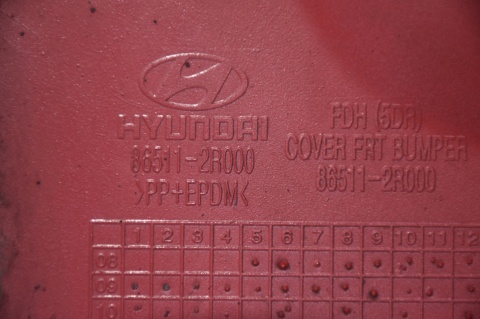 HYUNDAI
86511-2R000
>PP+EPDM<
FDH (5DR)
COVER FRT BUMPER
86511-2R000
1 2 3 4 5 6 7 8 9 10 11 12
08
09
10